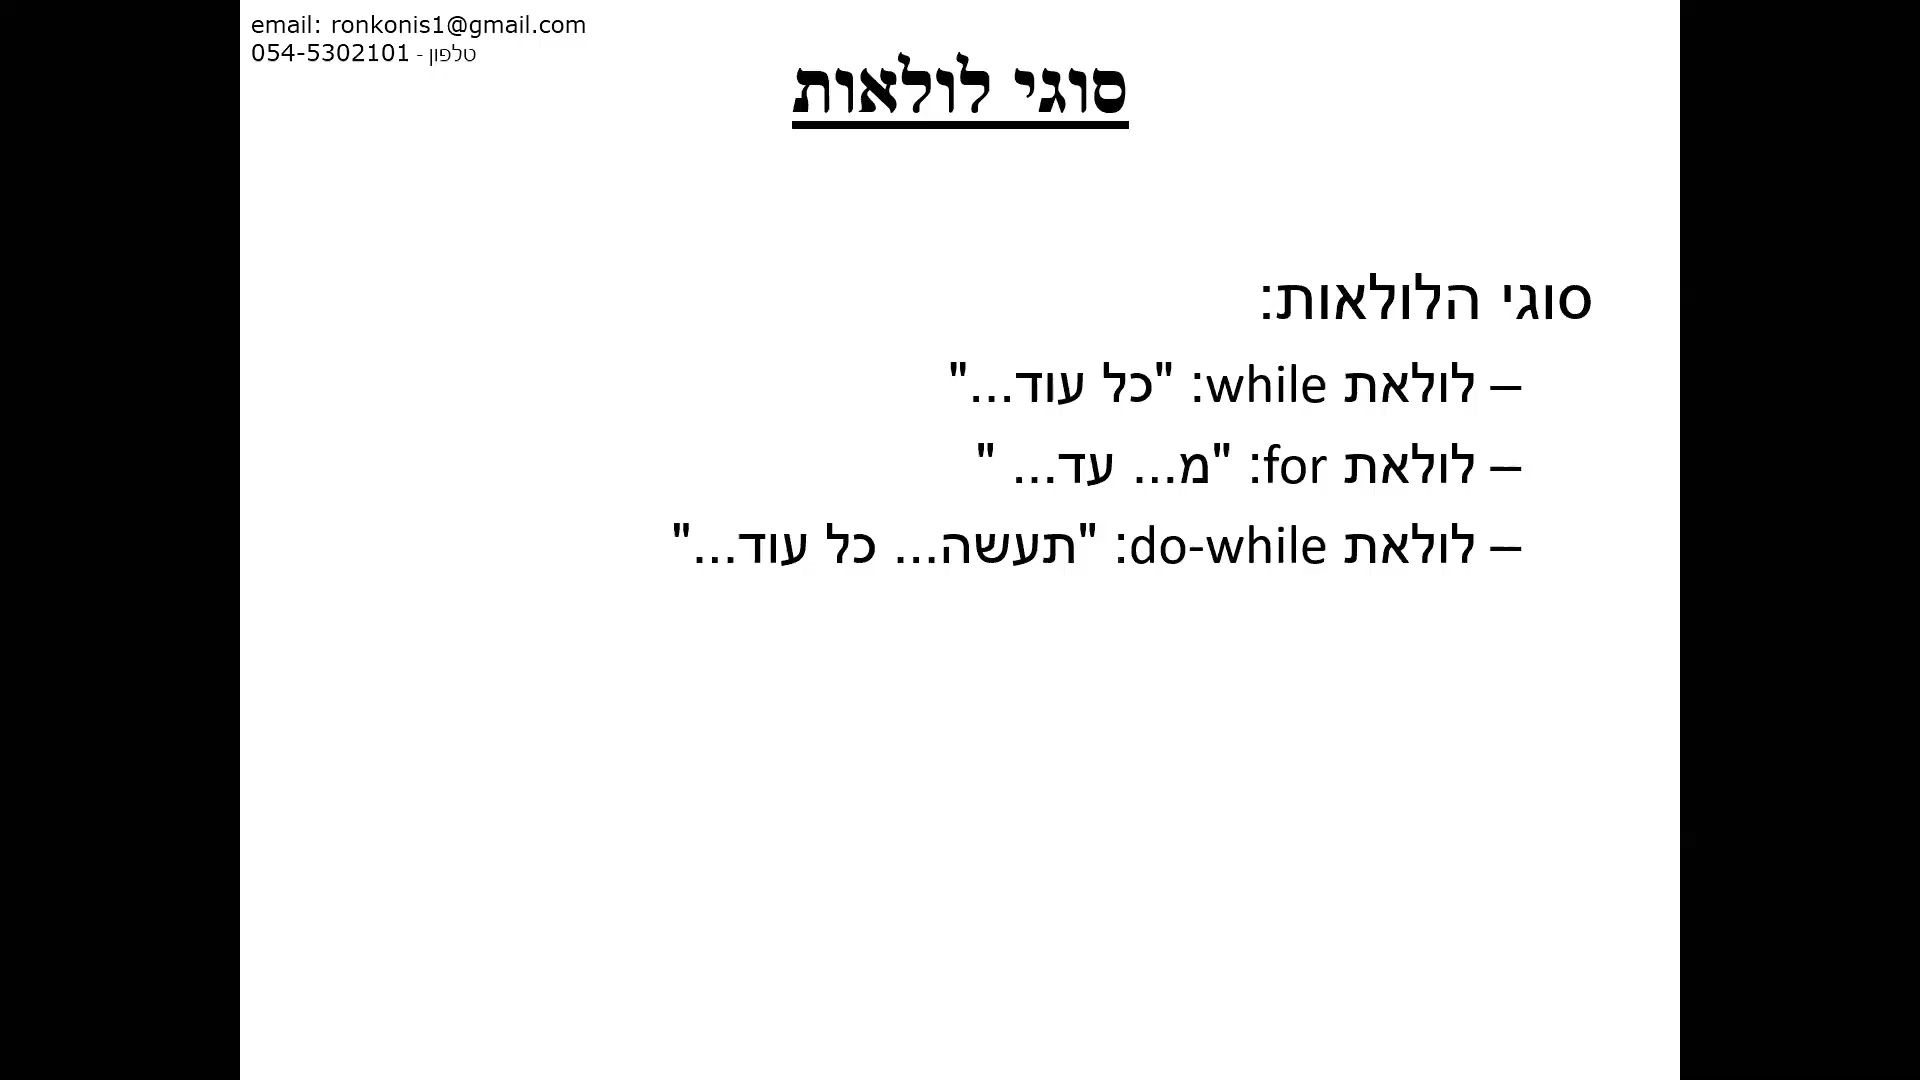 email: ronkonis1@gmail.com
טלפון - 054-5302101
סוגי לולאות
סוגי הלולאות:
– לולאת while: "כל עוד..."
– לולאת for: "מ... עד... "
– לולאת do-while: "תעשה... כל עוד..."